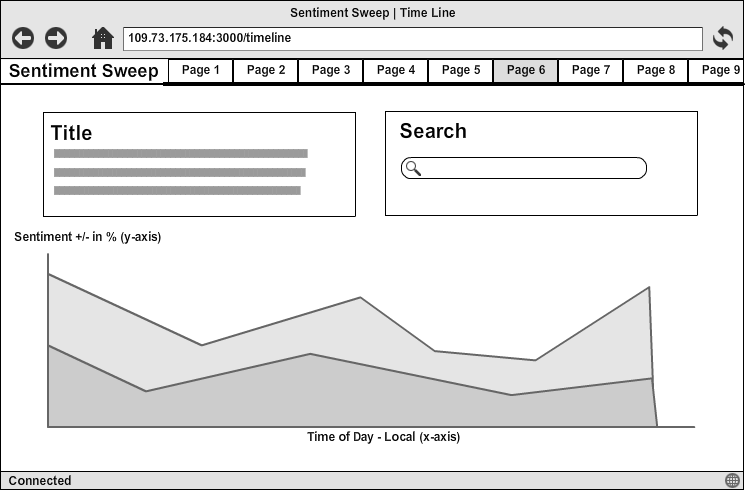 Sentiment Sweep | Time Line
109.73.175.184:3000/timeline
Sentiment Sweep Page 1 Page 2 Page 3 Page 4 Page 5 Page 6 Page 7 Page 8 Page 9
Title
Search
Sentiment +/- in % (y-axis)
Time of Day - Local (x-axis)
Connected